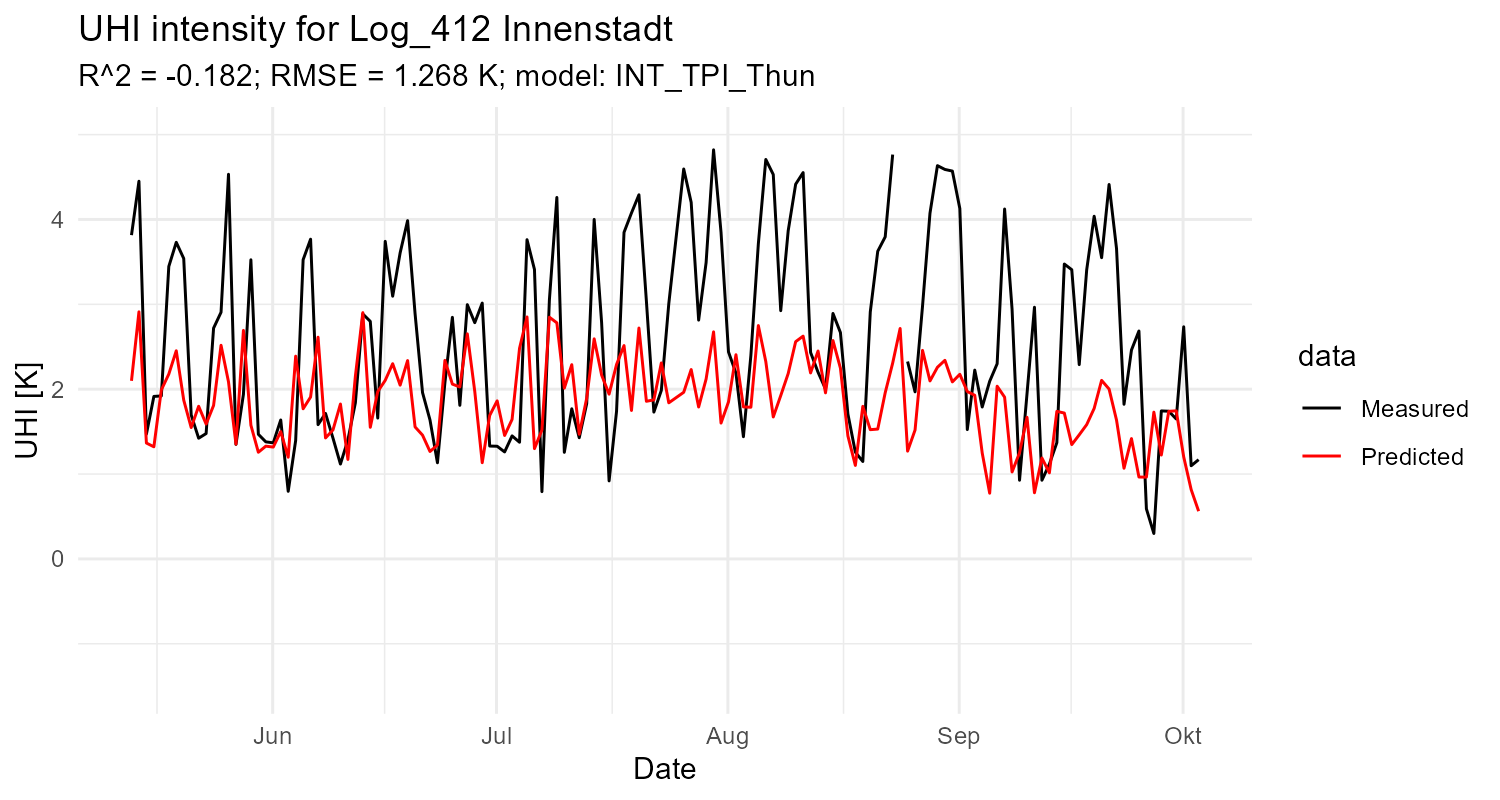 UHI intensity for Log_412 Innenstadt
R^2 = -0.182; RMSE = 1.268 K; model: INT_TPI_Thun
4
2
0
UHI [K]
Jun
Jul
Aug
Sep
Okt
Date
data
Measured
Predicted